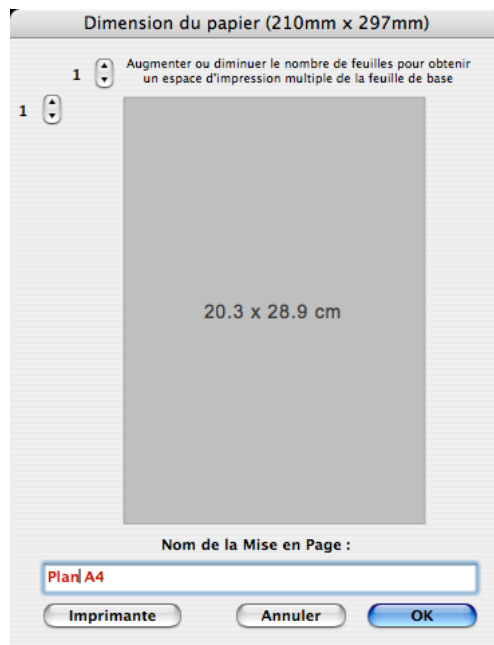 Dimension du papier (210mm x 297mm)
1
Augmenter ou diminuer le nombre de feuilles pour obtenir
un espace d'impression multiple de la feuille de base
1
20.3 x 28.9 cm
Nom de la Mise en Page :
Plan A4
Imprimante
Annuler
OK